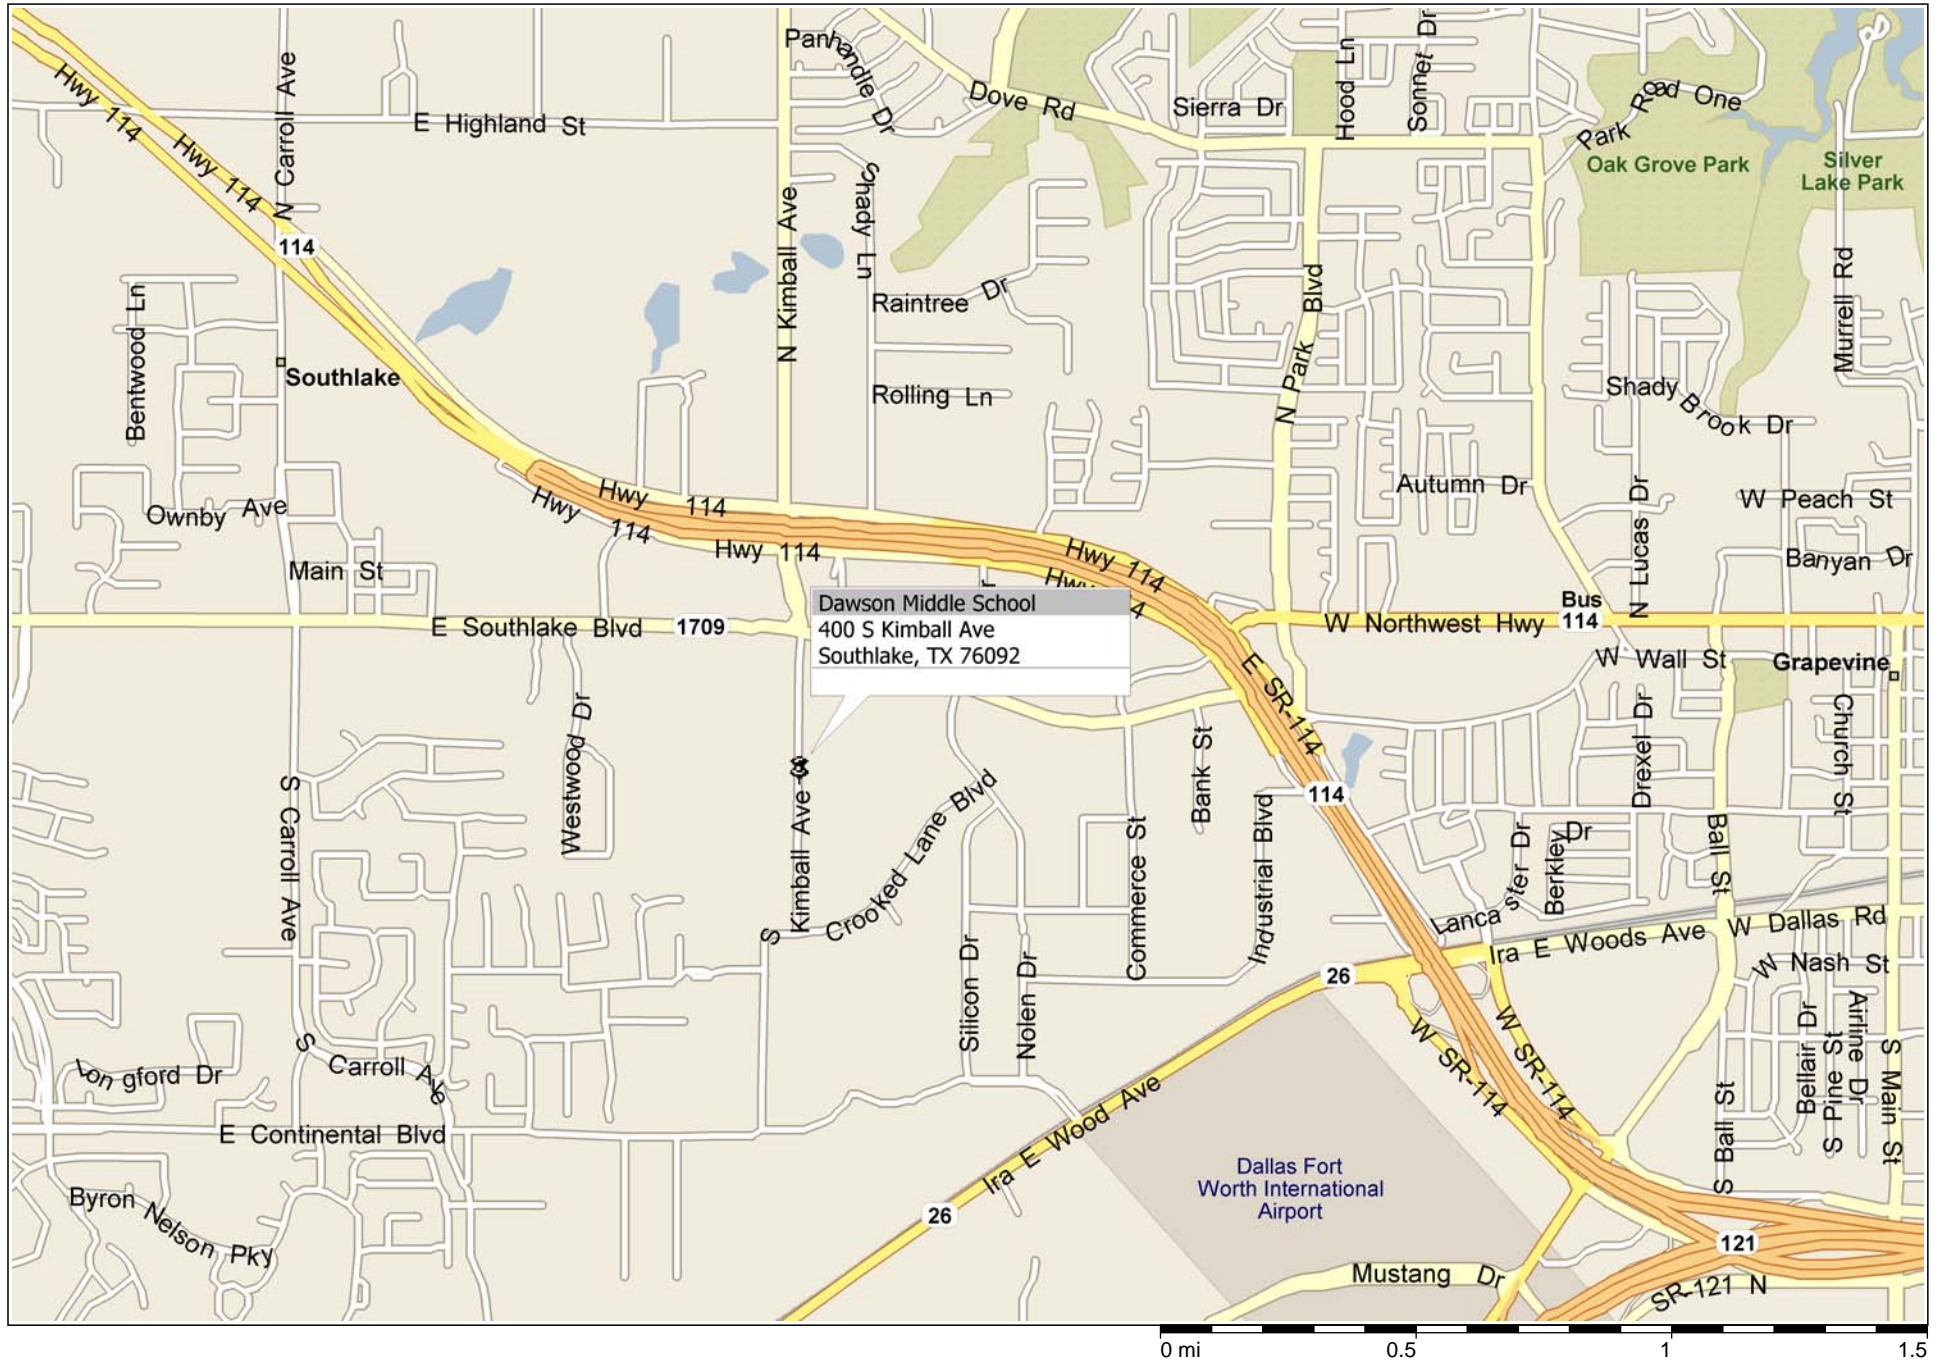 Panhandle Dr
Dove Rd
Sierra Dr
Hood Ln
Sonnet Dr
Park Road One
Oak Grove Park
Silver
Lake Park
Hwy 114
Hwy 114
N Carroll Ave
E Highland St
114
N Kimball Ave
Shady Ln
Raintree Dr
N Park Blvd
Murrell Rd
Bentwood Ln
Southlake
Rolling Ln
Shady Brook Dr
Ownby Ave
Hwy 114
Hwy 114
Autumn Dr
N Lucas Dr
W Peach St
Main St
Hwy 114
Hwy 114
Banyan Dr
E Southlake Blvd
1709
Dawson Middle School
400 S Kimball Ave
Southlake, TX 76092
W Northwest Hwy
Bus
114
W Wall St
Grapevine
E SR-114
Westwood Dr
Bank St
Drexel Dr
Church St
S Carroll Ave
S Kimball Ave
Crooked Lane Blvd
Commerce St
Industrial Blvd
114
Lancaster Dr
Berkley Dr
Ball St
Silicon Dr
Nolen Dr
26
Ira E Woods Ave
W Dallas Rd
W Nash St
S Carroll Ave
Longford Dr
W SR-114
W SR-114
Bellair Dr
S Pine St
Airline Dr
S Main St
E Continental Blvd
Ira E Wood Ave
S Ball St
Byron Nelson Pky
26
Dallas Fort
Worth International
Airport
121
Mustang Dr
SR-121 N
0 mi 0.5 1 1.5